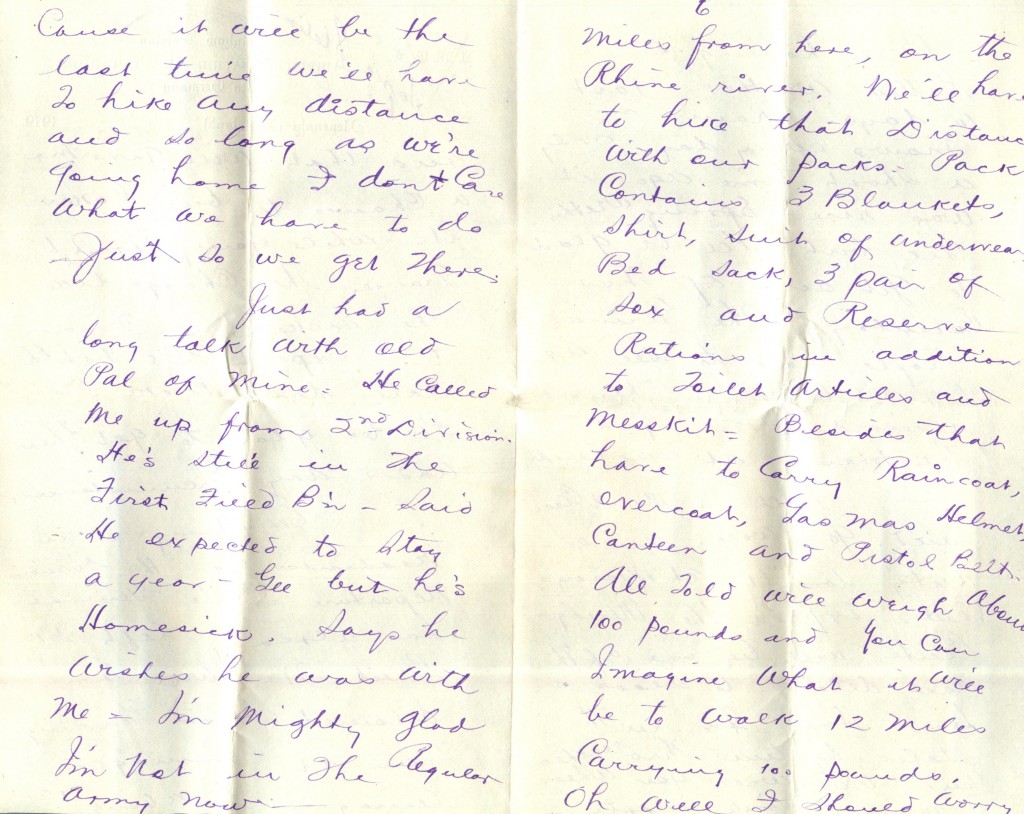 Cause it will be the
last time we'll have
To hike any distance
and so long as we're
going home I don't Care
What we have to do
Just so we get There.
Just had a
long talk with old
Pal of Mine = He Called
Me up from 2nd Division.
He's still in The
First Field B'n - Said
He expected to stay
a year - Gee but he's
Homesick. Says he
wishes he was with
Me = I'm Mighty glad
I'm Not in The Regular
Army Now
6
Miles from here, on the
Rhine river. We'll have
to hike that Distanc
with our packs. Pack
Contains 3 Blankets,
Shirt, suit of underwear
Bed sack, 3 pair of
sox and Reserve
Rations in addition
to Toilet Articles and
Messkit = Besides that
have to Carry Raincoat,
overcoat, Gas Mas Helmet,
Canteen and Pistol Belt.
All Told will weigh About
100 pounds and You Can
Imagine What it will
be to walk 12 miles
Carrying 100 pounds.
Oh well I should worry